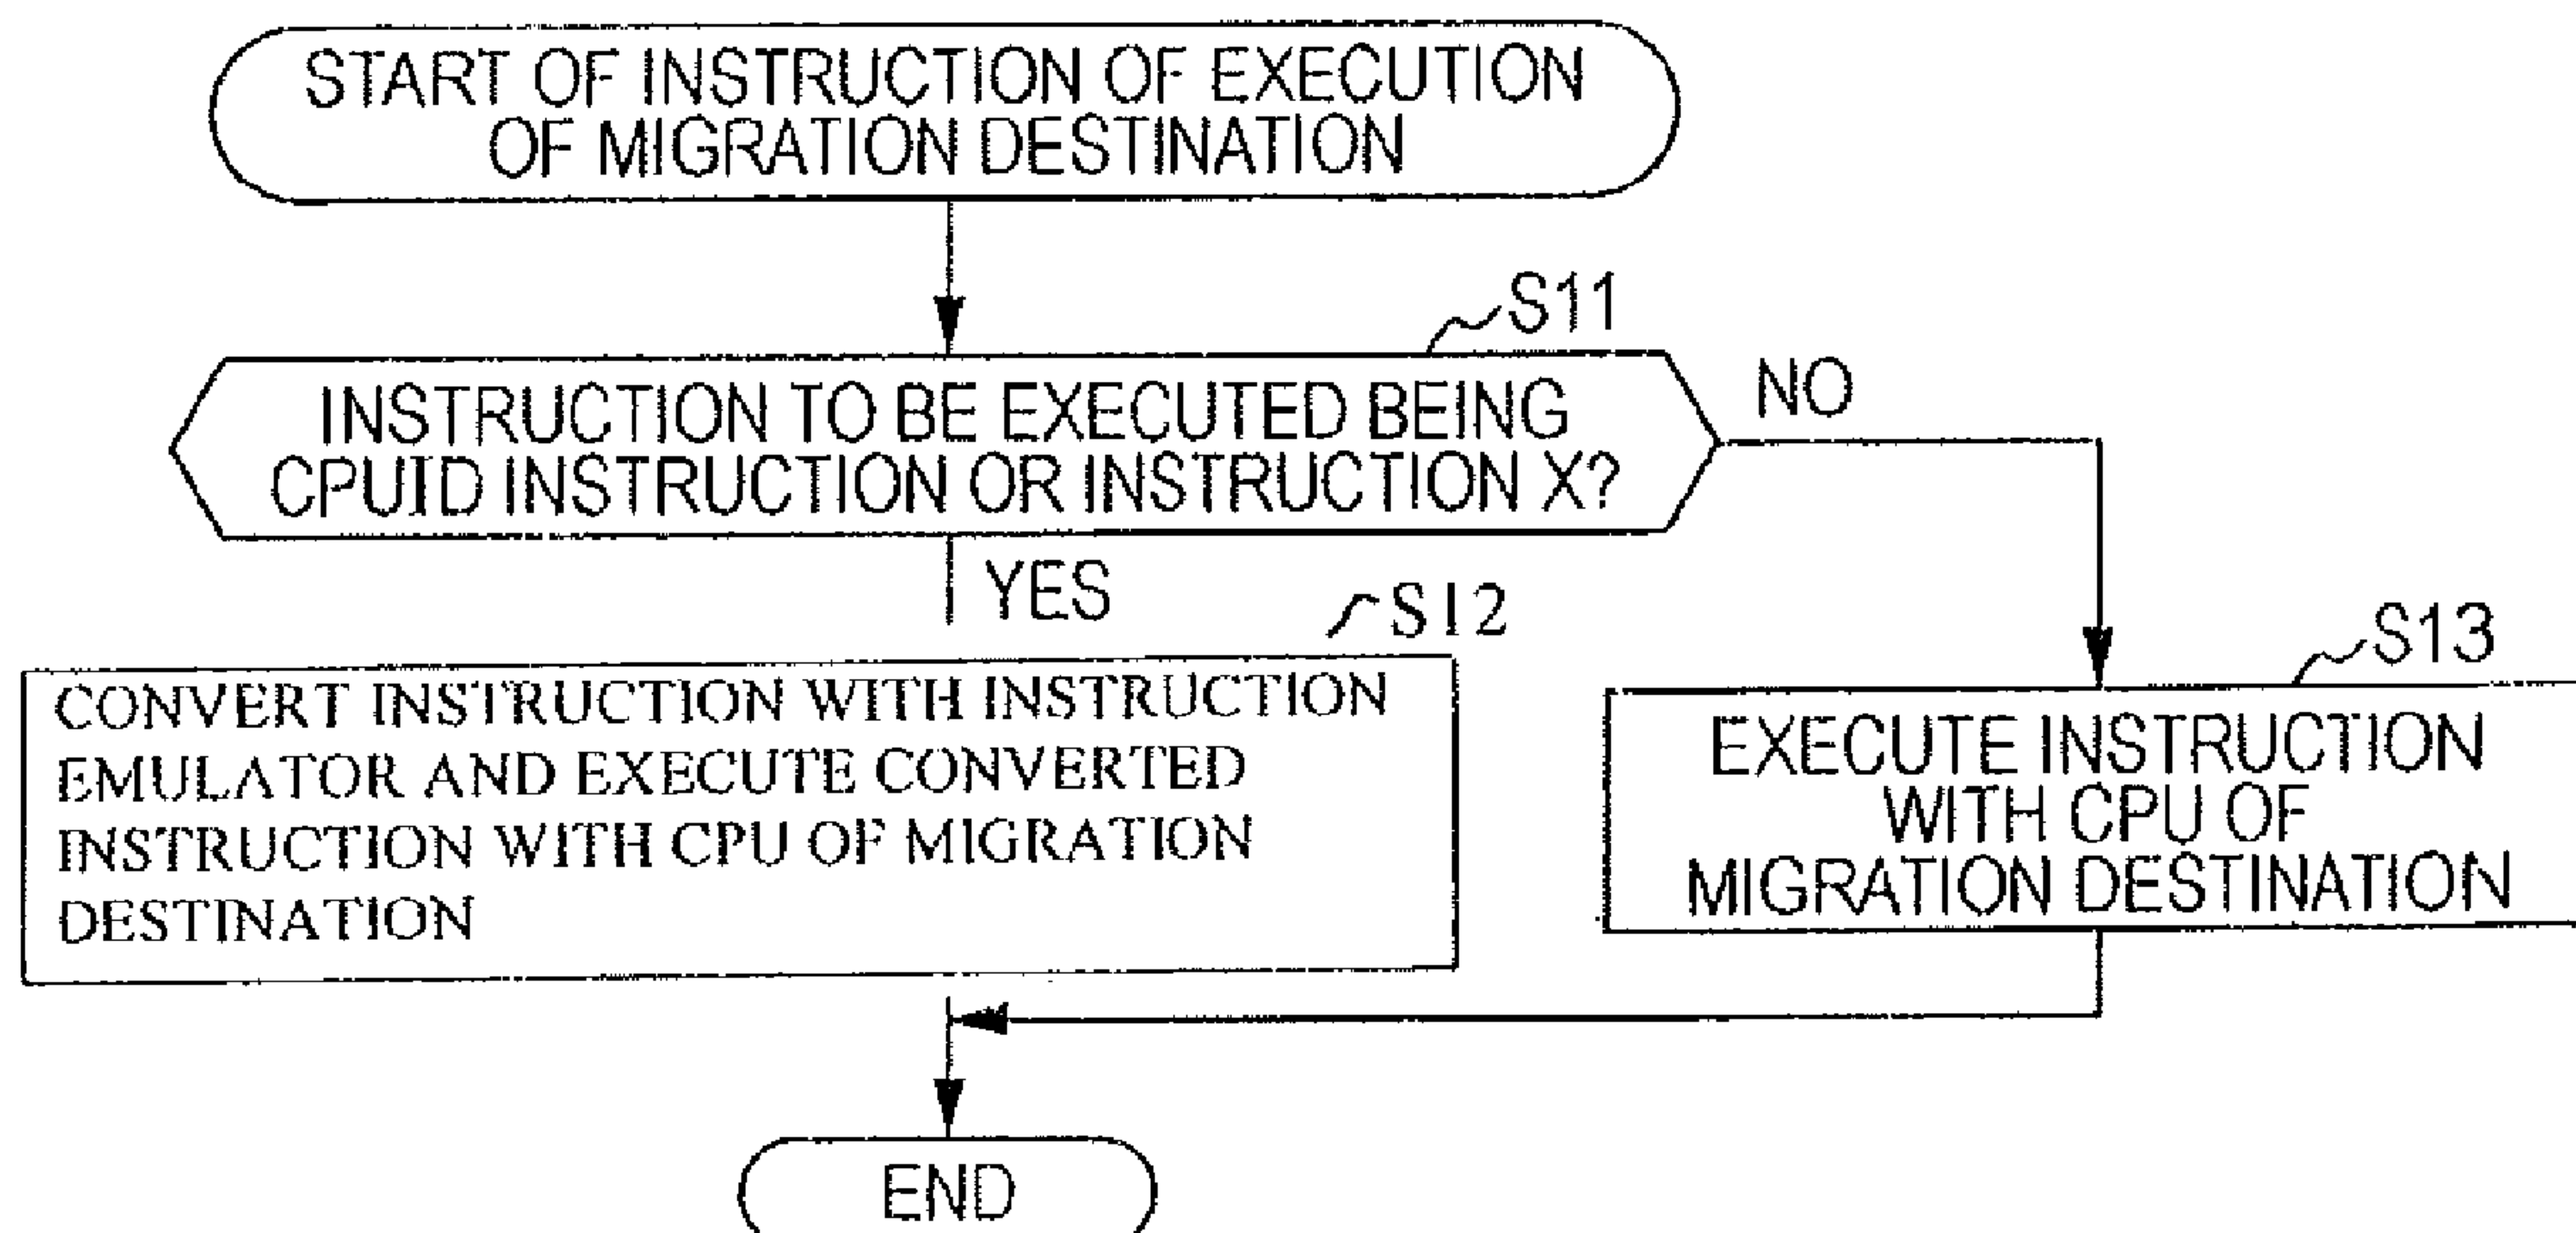 START OF INSTRUCTION OF EXECUTION
OF MIGRATION DESTINATION
S11
INSTRUCTION TO BE EXECUTED BEING
CPUID INSTRUCTION OR INSTRUCTION X?
NO
YES
S12
CONVERT INSTRUCTION WITH INSTRUCTION
EMULATOR AND EXECUTE CONVERTED
INSTRUCTION WITH CPU OF MIGRATION
DESTINATION
S13
EXECUTE INSTRUCTION
WITH CPU OF
MIGRATION DESTINATION
END